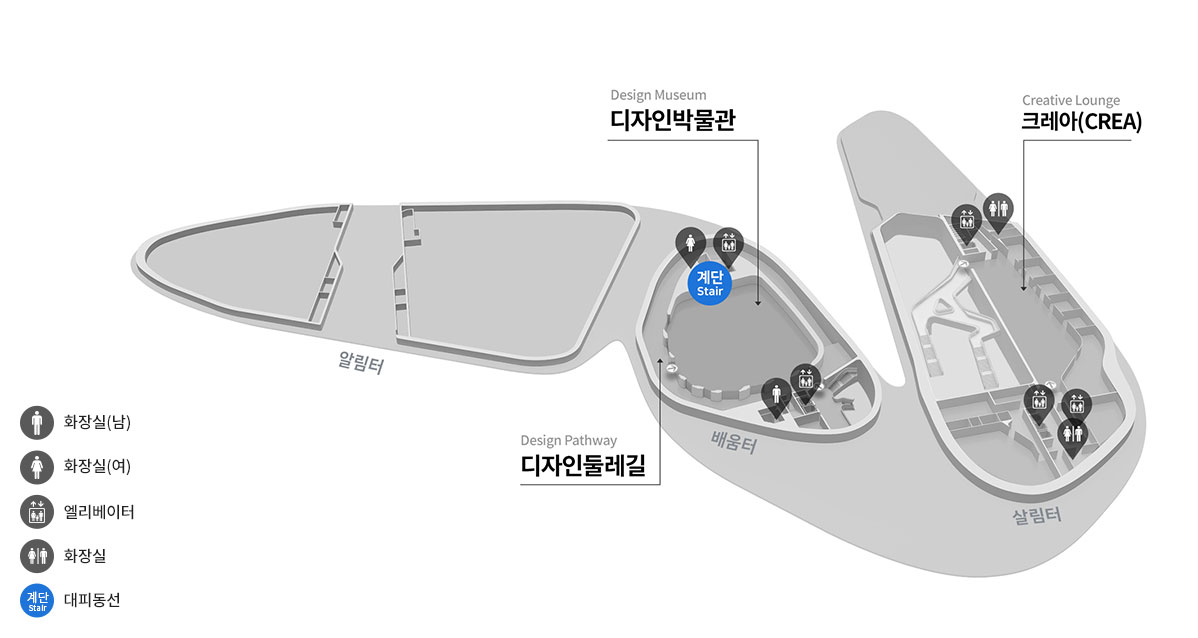 Design Museum
디자인박물관
Creative Lounge
크레아(CREA)
계단
Stair
알림터
Design Pathway
디자인둘레길
배움터
살림터
화장실(남)
화장실(여)
엘리베이터
화장실
계단
Stair
대피동선